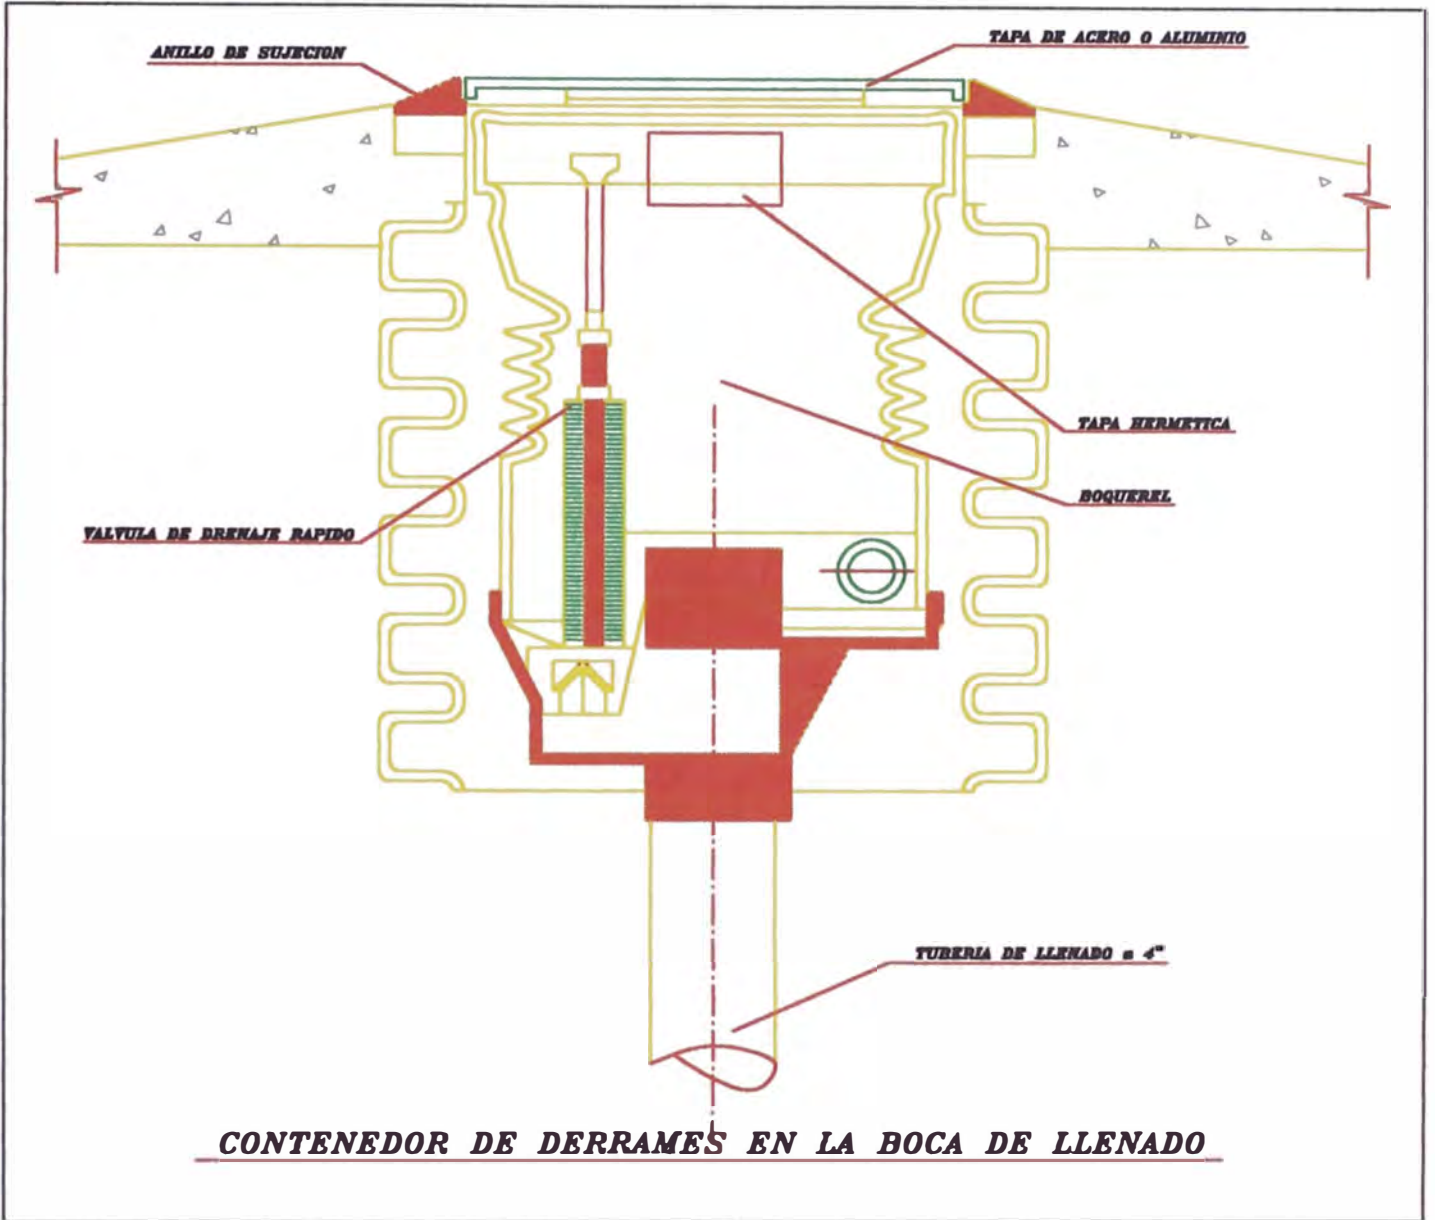 ANILLO DE SUJECION
TAPA DE ACERO O ALUMINIO
TAPA HERMETICA
BOQUEREL
VALVULA DE DRENAJE RAPIDO
TUBERIA DE LLENADO ø 4"
CONTENEDOR DE DERRAMES EN LA BOCA DE LLENADO